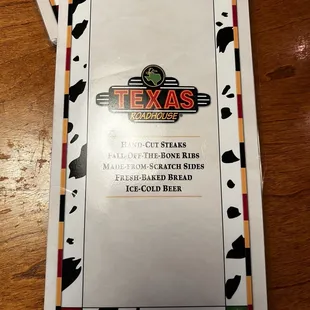 TEXAS
ROADHOUSE
HAND-CUT STEAKS
FALL-OFF-THE-BONE RIBS
MADE-FROM-SCRATCH SIDES
FRESH-BAKED BREAD
ICE-COLD BEER